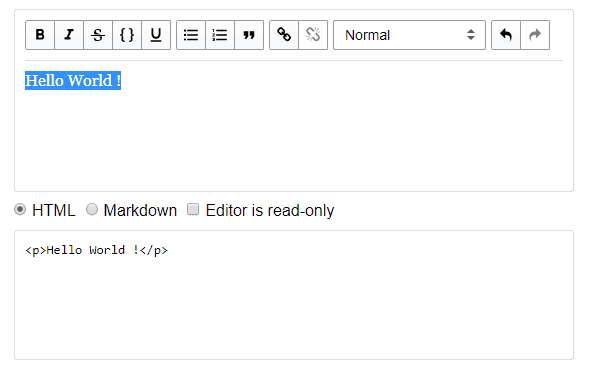 B I S {} U Normal
Hello World !
HTML Markdown Editor is read-only
<p>Hello World !</p>